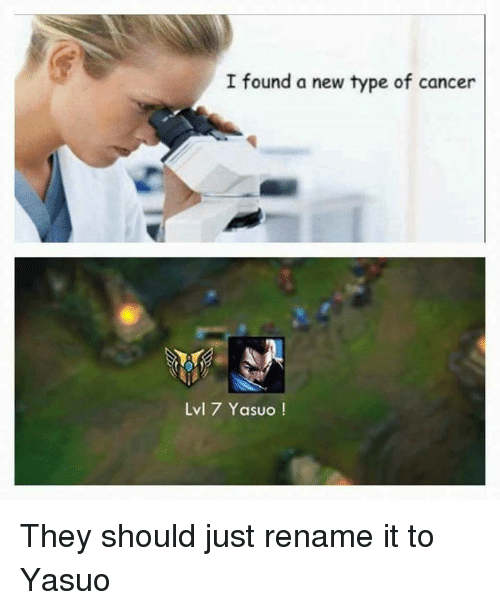 I found a new type of cancer
Lvl 7 Yasuo !
They should just rename it to
Yasuo